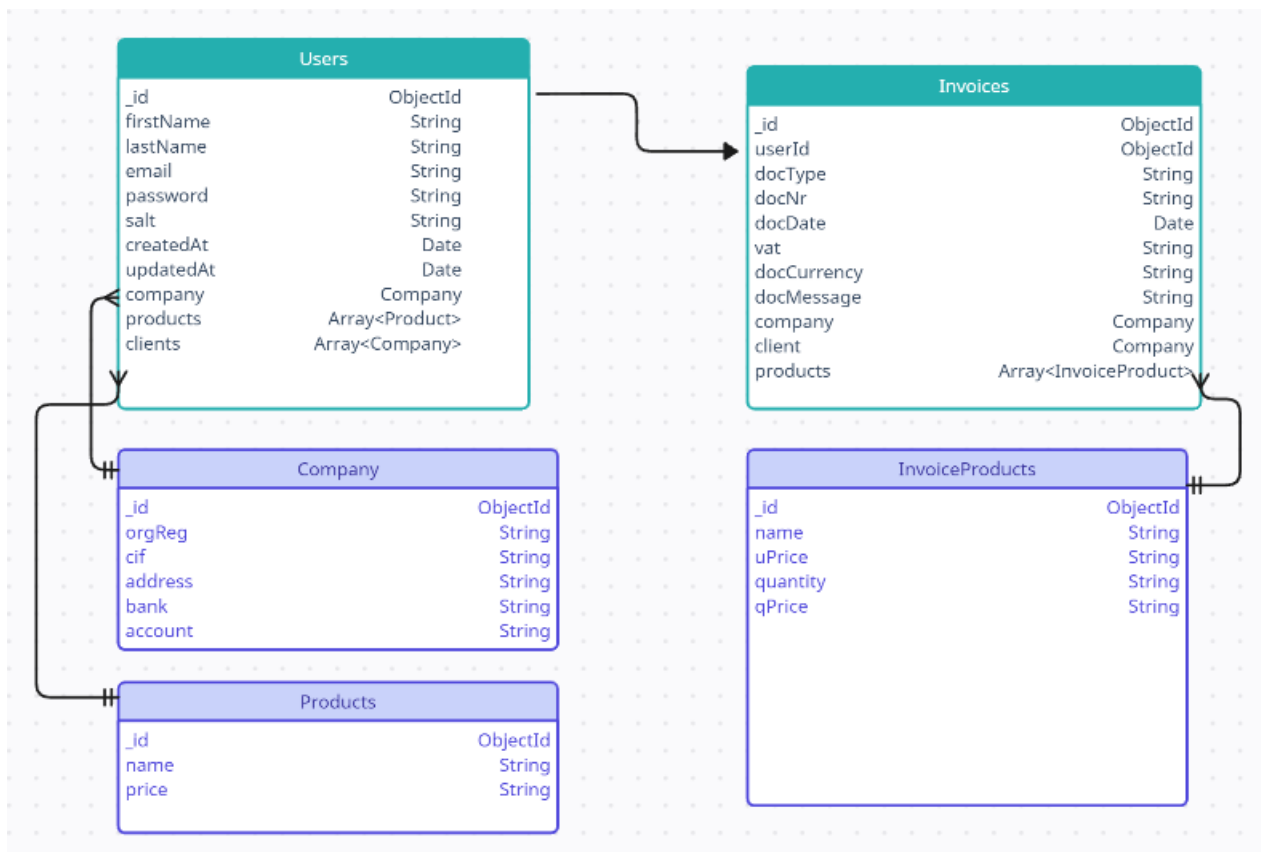 Users
_id ObjectId
firstName String
lastName String
email String
password String
salt String
createdAt Date
updatedAt Date
company Company
products Array<Product>
clients Array<Company>
Invoices
_id ObjectId
userId ObjectId
docType String
docNr String
docDate Date
vat String
docCurrency String
docMessage String
company Company
client Company
products Array<InvoiceProduct>
Company
_id ObjectId
orgReg String
cif String
address String
bank String
account String
InvoiceProducts
_id ObjectId
name String
uPrice String
quantity String
qPrice String
Products
_id ObjectId
name String
price String